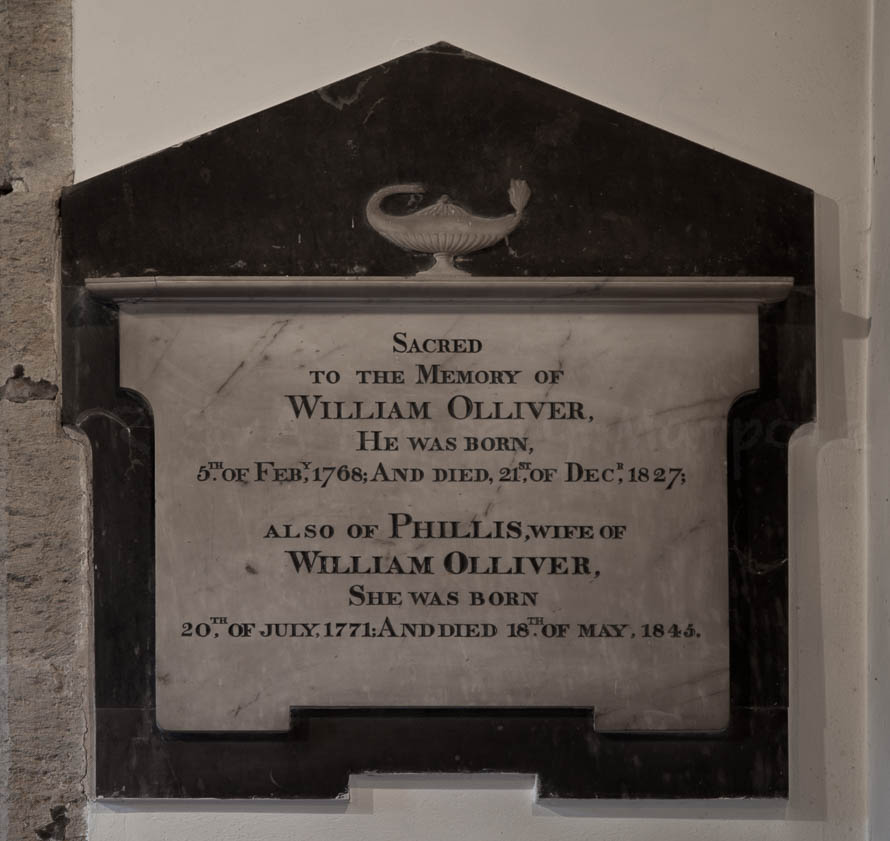 Sacred
to the Memory of
William Olliver,
He was born,
5TH. of FebY, 1768; And died, 21ST, of DecR, 1827;
also of Phillis, wife of
William Olliver,
She was born
20TH, of July, 1771; And died 18TH. of May, 1845.